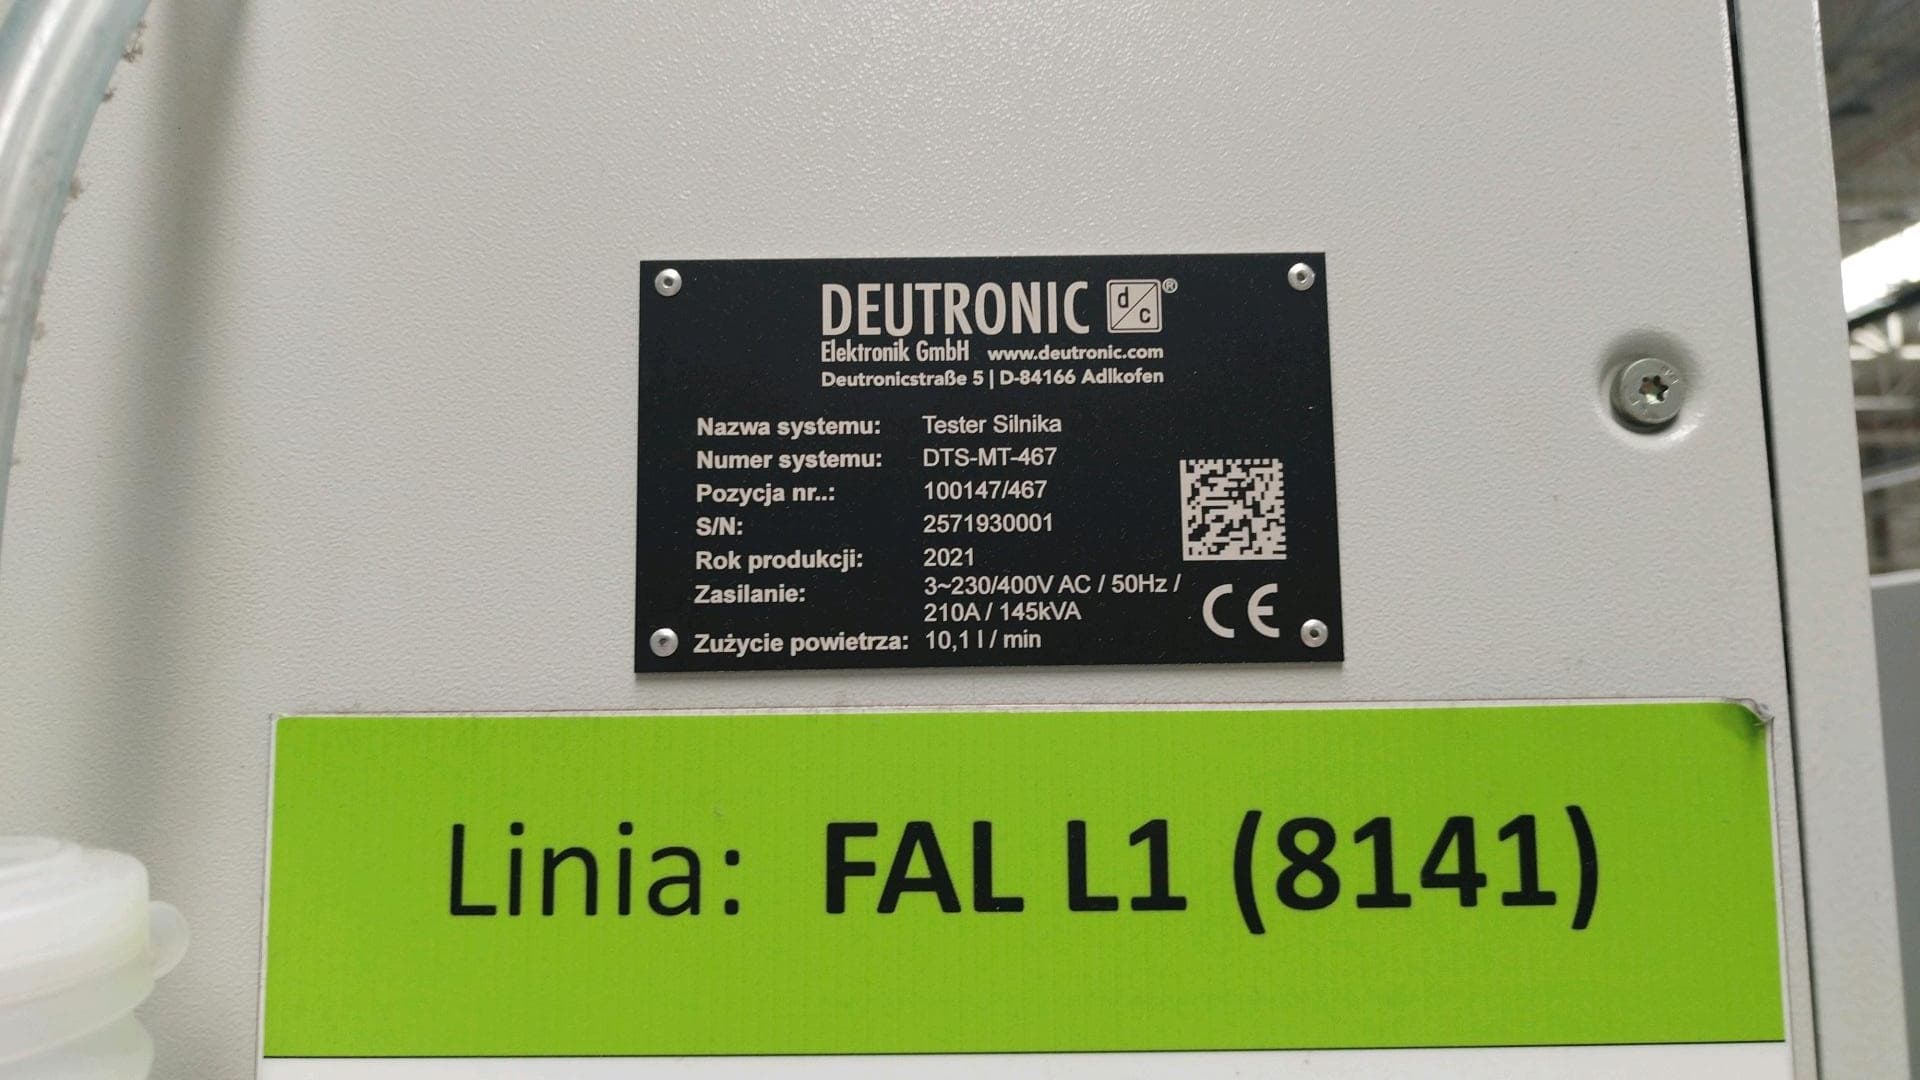 DEUTRONIC d/c®
Elektronik GmbH www.deutronic.com
Deutronicstraße 5 | D-84166 Adlkofen
Nazwa systemu: Tester Silnika
Numer systemu: DTS-MT-467
Pozycja nr..: 100147/467
S/N: 2571930001
Rok produkcji: 2021
Zasilanie: 3~230/400V AC / 50Hz /
210A / 145kVA
Zużycie powietrza: 10,1 l / min
CE
Linia: FAL L1 (8141)